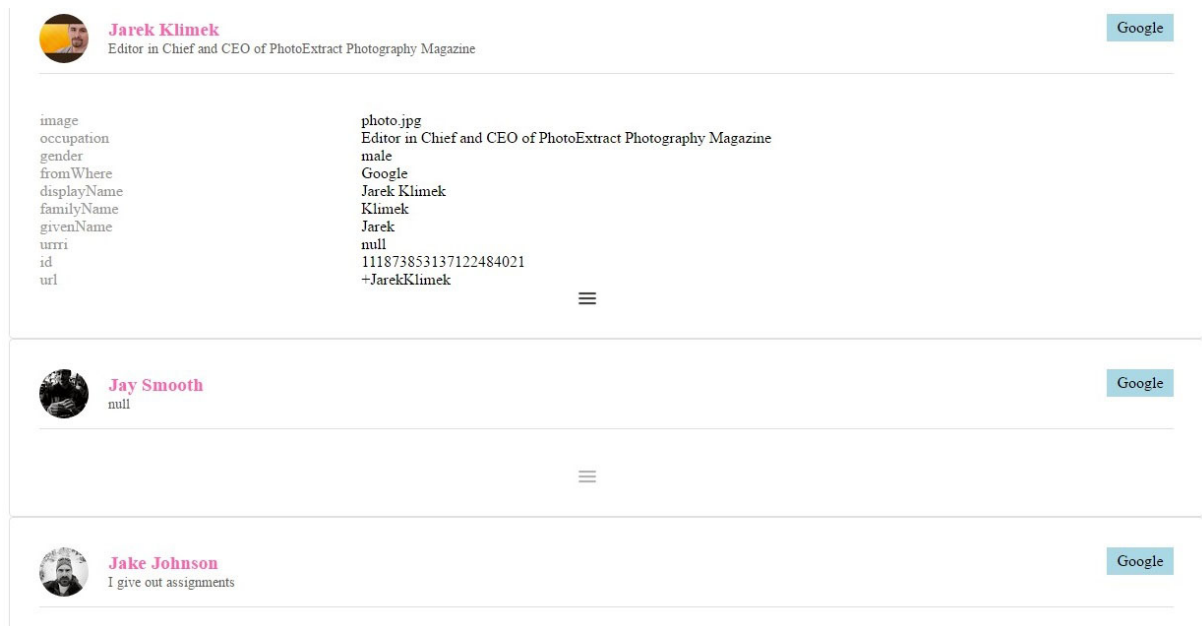 Jarek Klimek
Google
Editor in Chief and CEO of PhotoExtract Photography Magazine
image photo.jpg
occupation Editor in Chief and CEO of PhotoExtract Photography Magazine
gender male
fromWhere Google
displayName Jarek Klimek
familyName Klimek
givenName Jarek
urrri null
id 111873853137122484021
url +JarekKlimek
Jay Smooth
Google
null
Jake Johnson
Google
I give out assignments